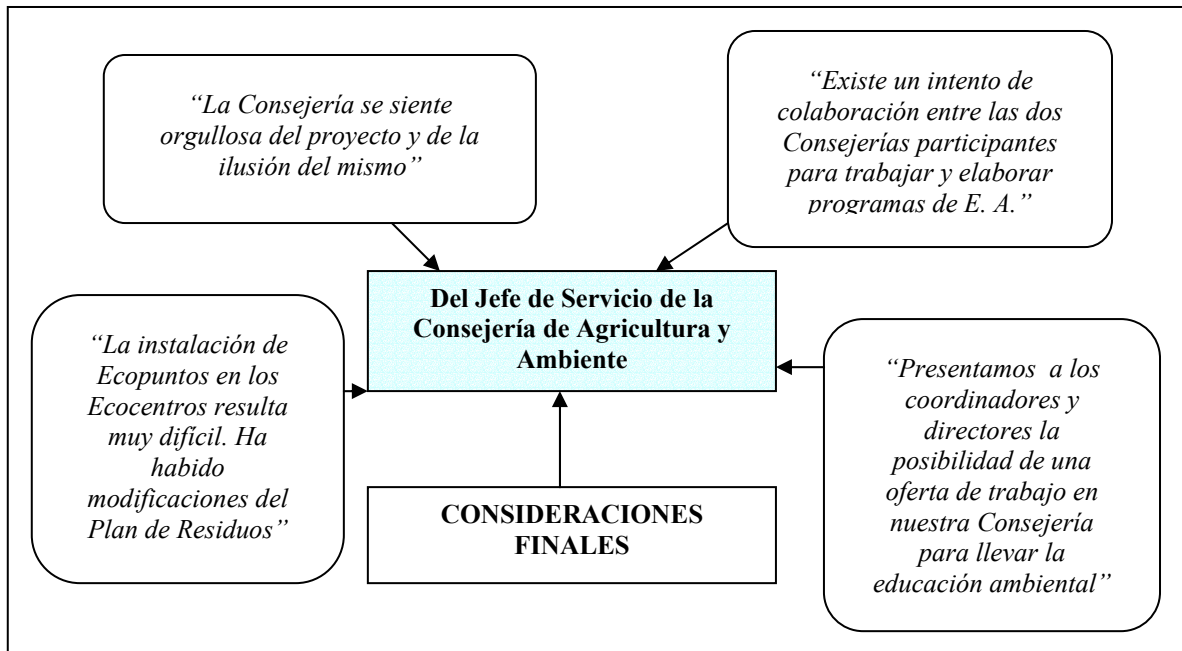 “La Consejería se siente
orgullosa del proyecto y de la
ilusión del mismo”
“Existe un intento de
colaboración entre las dos
Consejerías participantes
para trabajar y elaborar
programas de E. A.”
Del Jefe de Servicio de la
Consejería de Agricultura y
Ambiente
“La instalación de
Ecopuntos en los
Ecocentros resulta
muy difícil. Ha
habido
modificaciones del
Plan de Residuos”
“Presentamos a los
coordinadores y
directores la
posibilidad de una
oferta de trabajo en
nuestra Consejería
para llevar la
educación ambiental”
CONSIDERACIONES
FINALES